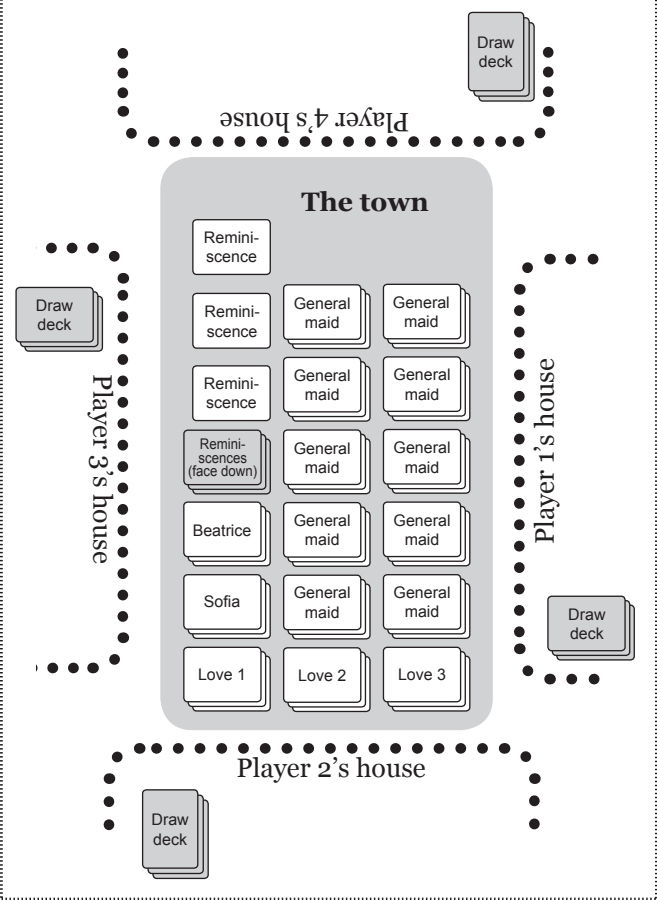 Draw
deck
Player 4's house
The town
Remini-
scence
Draw
deck
Remini-
scence
General
maid
General
maid
Remini-
scence
General
maid
General
maid
Player 3's house
Player 1's house
Remini-
scences
(face down)
General
maid
General
maid
Beatrice
General
maid
General
maid
Sofia
General
maid
General
maid
Draw
deck
Love 1
Love 2
Love 3
Player 2's house
Draw
deck